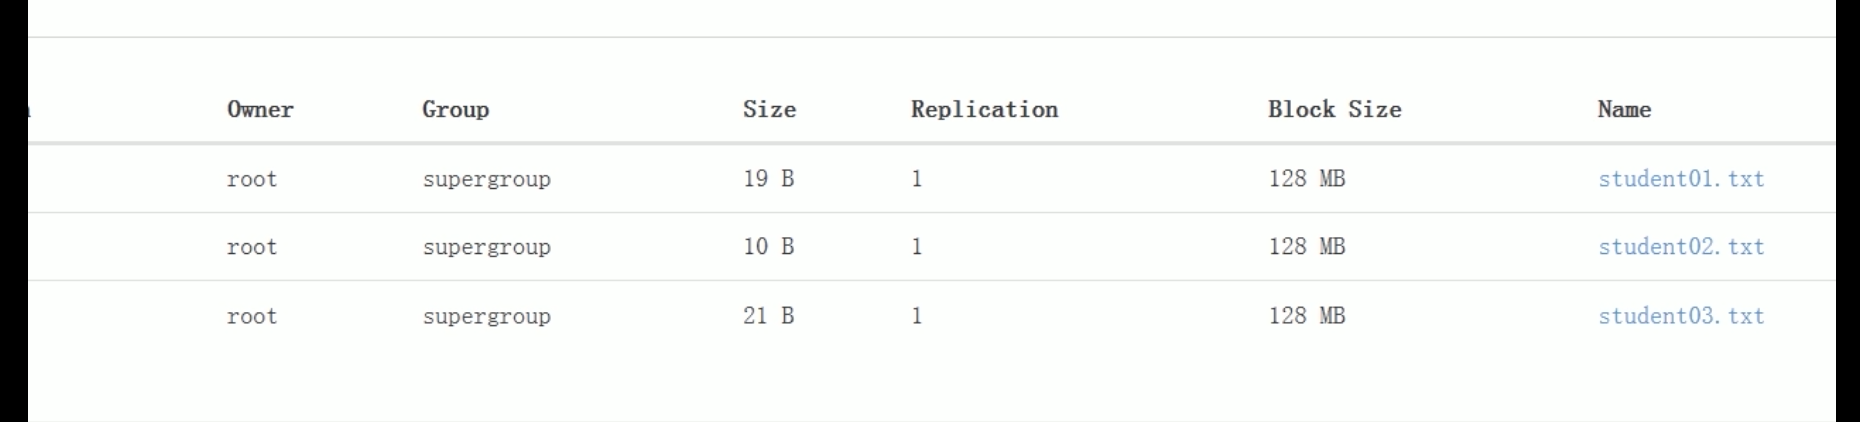 Owner Group Size Replication Block Size Name
root supergroup 19 B 1 128 MB student01.txt
root supergroup 10 B 1 128 MB student02.txt
root supergroup 21 B 1 128 MB student03.txt